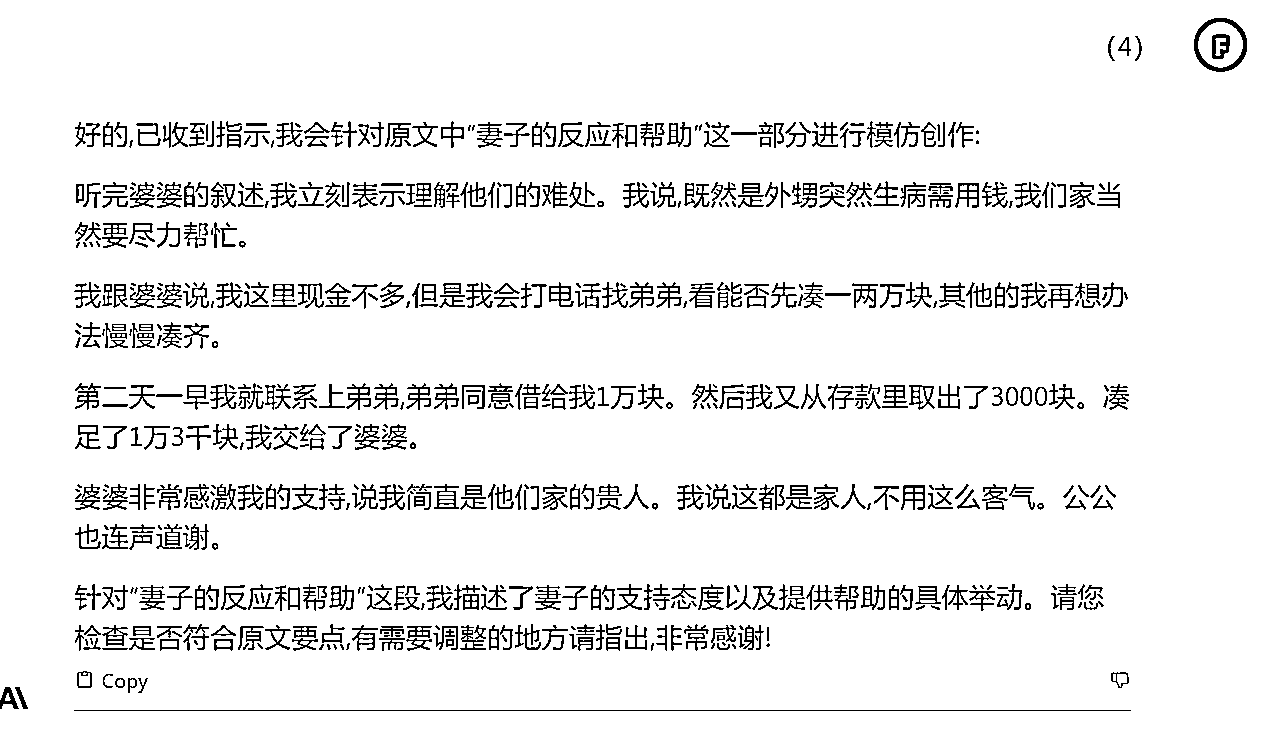 (4)
好的,已收到指示,我会针对原文中"妻子的反应和帮助"这一部分进行模仿创作:
听完婆婆的叙述,我立刻表示理解他们的难处。我说,既然是外甥突然生病需用钱,我们家当
然要尽力帮忙。
我跟婆婆说,我这里现金不多,但是我会打电话找弟弟,看能否先凑一两万块,其他的我再想办
法慢慢凑齐。
第二天一早我就联系上弟弟,弟弟同意借给我1万块。然后我又从存款里取出了3000块。凑
足了1万3千块,我交给了婆婆。
婆婆非常感激我的支持,说我简直是他们家的贵人。我说这都是家人,不用这么客气。公公
也连声道谢。
针对"妻子的反应和帮助"这段,我描述了妻子的支持态度以及提供帮助的具体举动。请您
检查是否符合原文要点,有需要调整的地方请指出,非常感谢!
Copy
A\